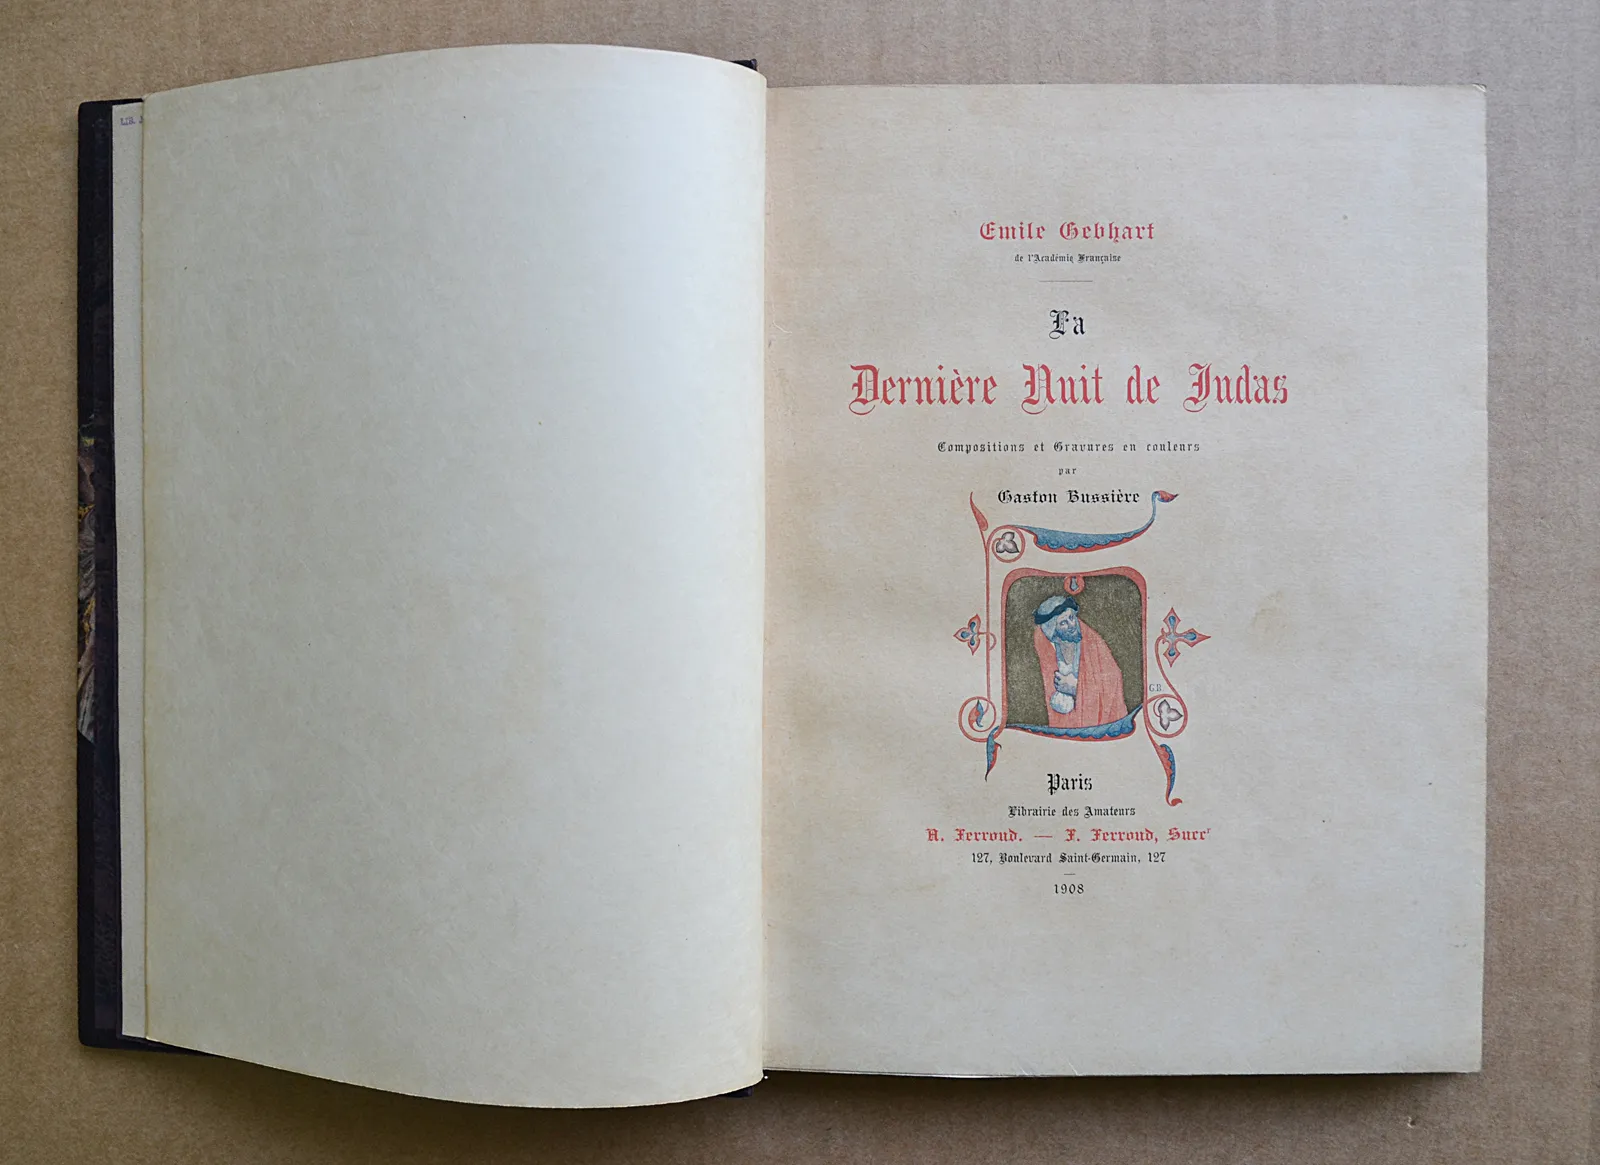 LIB.
Emile Gebhart
de l'Académie Française
La
Dernière Nuit de Judas
Compositions et Gravures en couleurs
par
Gaston Bussière
G.B.
Paris
Librairie des Amateurs
A. Ferroud. — F. Ferroud, Succr
127, Boulevard Saint-Germain, 127
1908